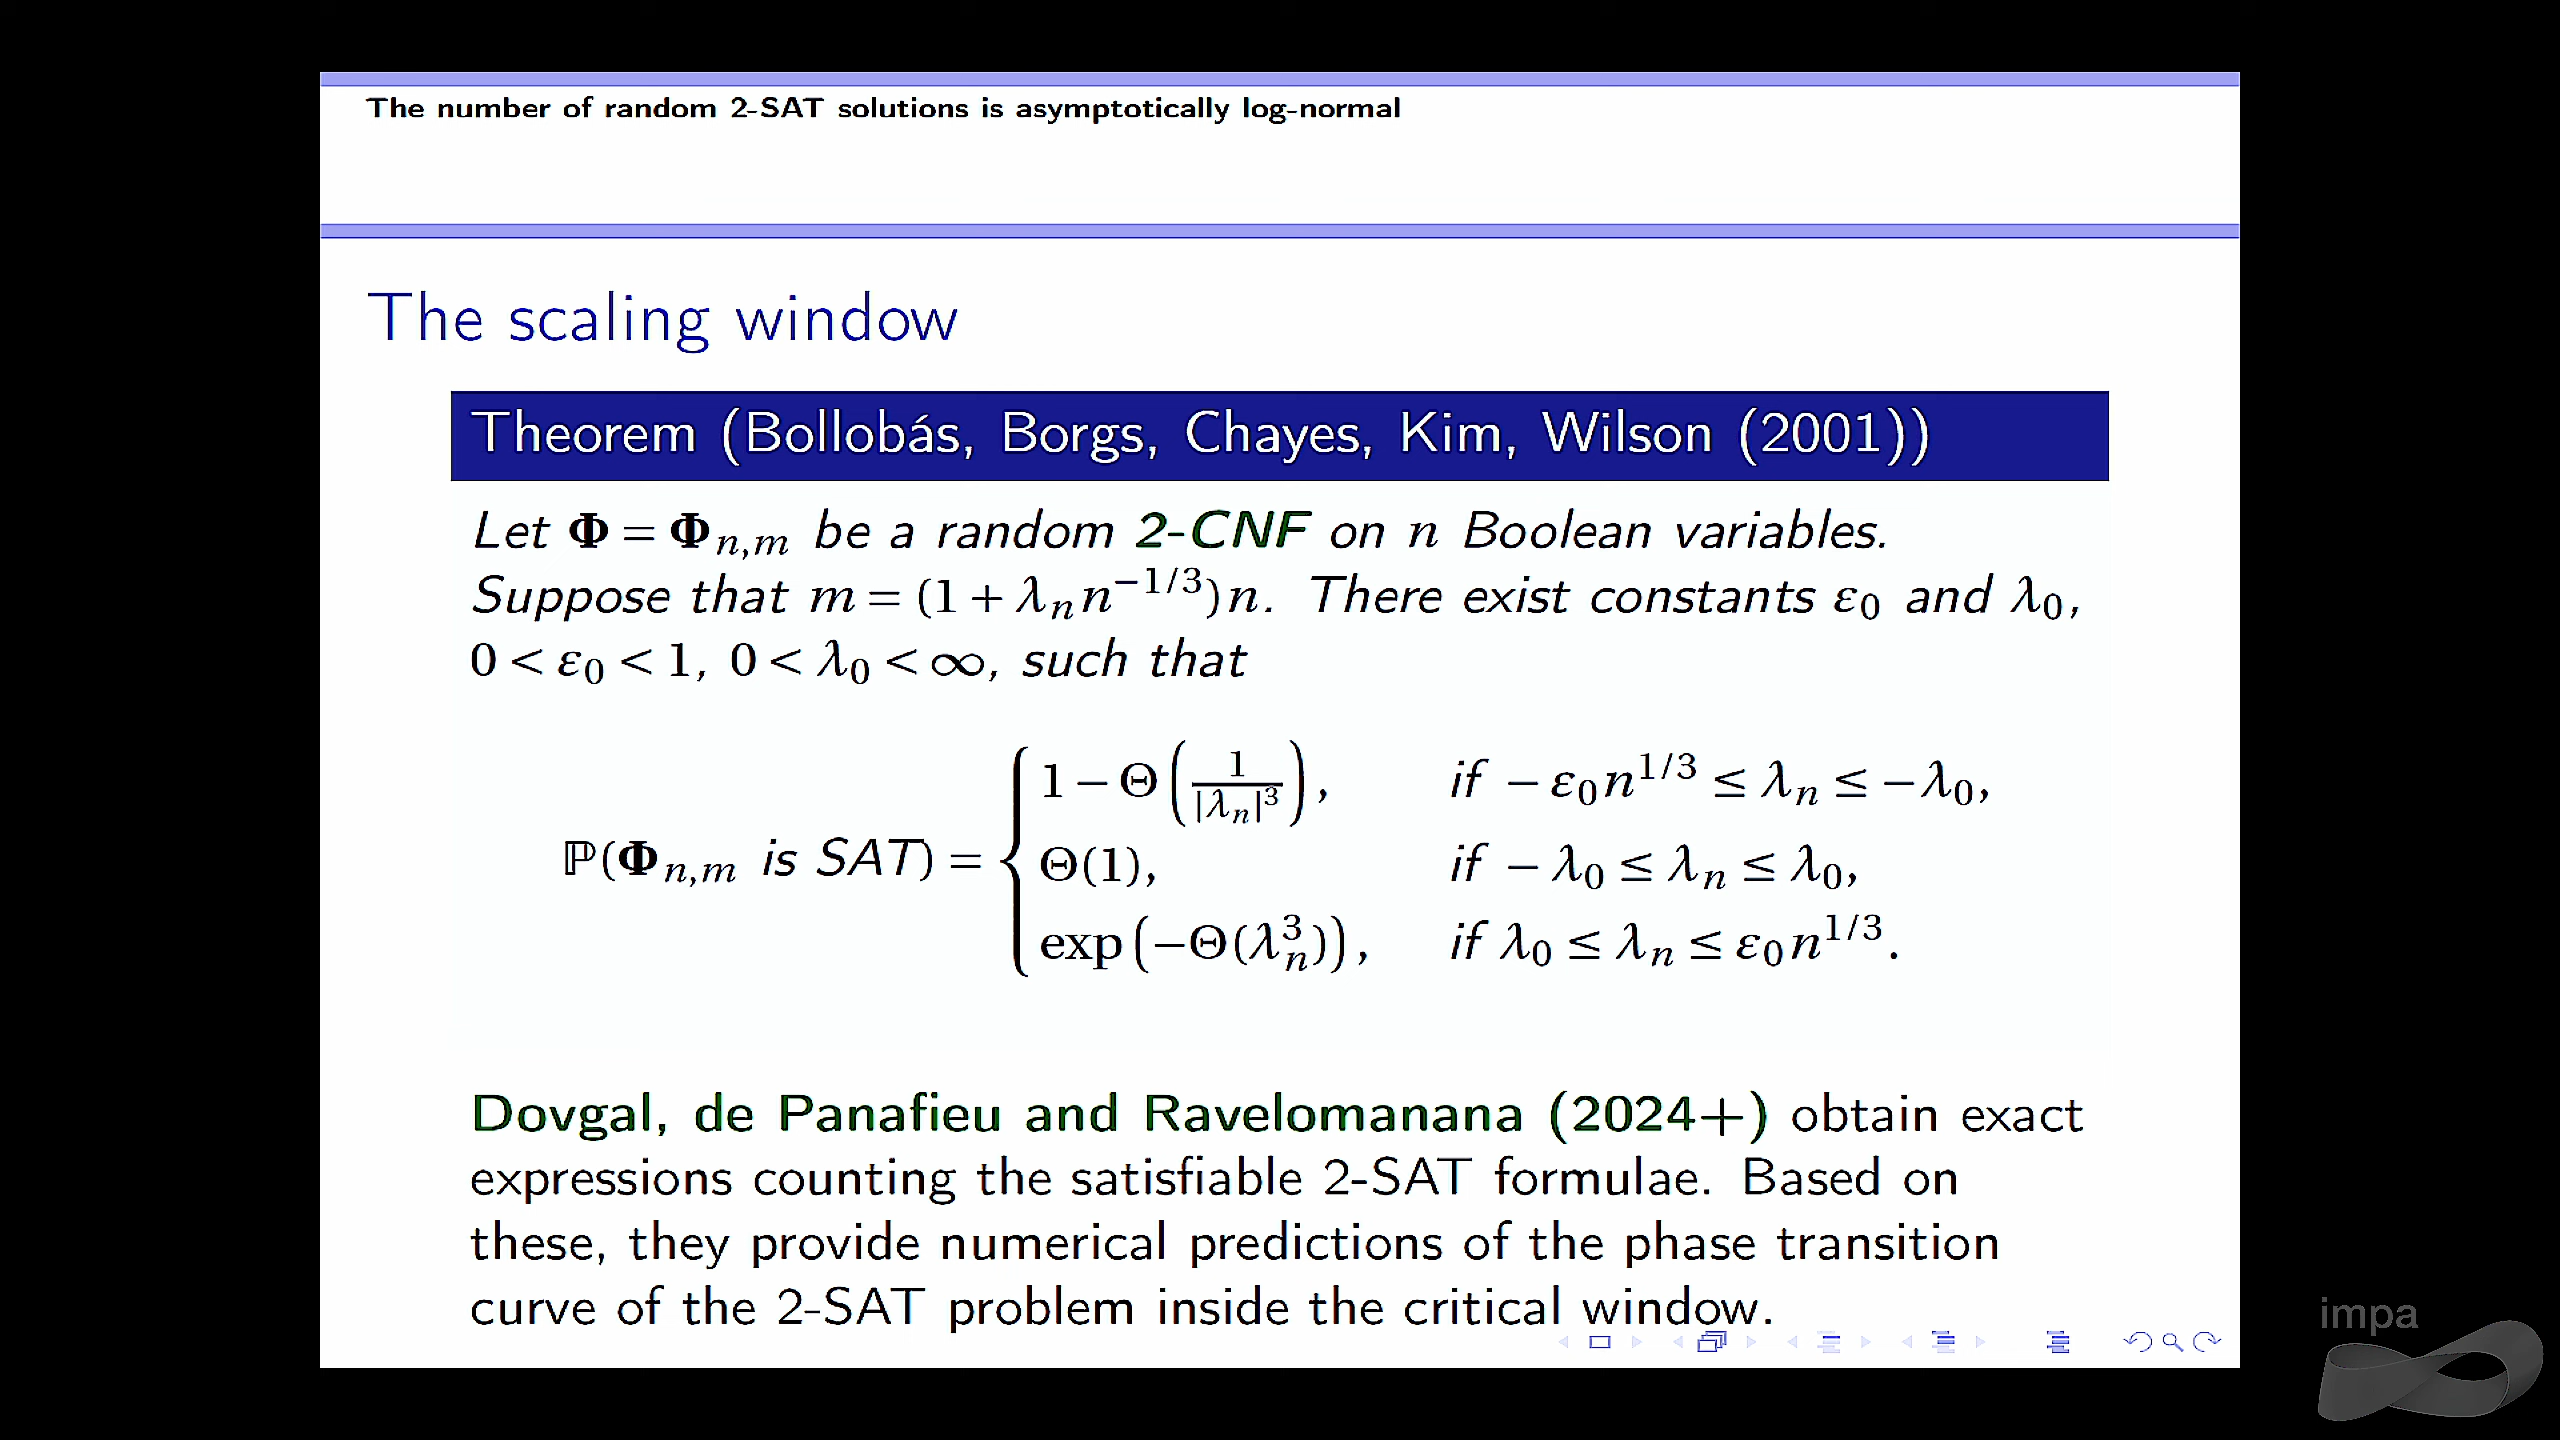 The number of random 2-SAT solutions is asymptotically log-normal
The scaling window
Theorem (Bollobás, Borgs, Chayes, Kim, Wilson (2001))
Let Φ = Φ_{n,m} be a random 2-CNF on n Boolean variables.
Suppose that m = (1 + λ_n n^{−1/3})n. There exist constants ε_0 and λ_0,
0 < ε_0 < 1, 0 < λ_0 < ∞, such that
ℙ(Φ_{n,m} is SAT) = { 1 − Θ(1/|λ_n|^3), if − ε_0 n^{1/3} ≤ λ_n ≤ −λ_0,
Θ(1), if − λ_0 ≤ λ_n ≤ λ_0,
exp(−Θ(λ_n^3)), if λ_0 ≤ λ_n ≤ ε_0 n^{1/3}.
Dovgal, de Panafieu and Ravelomanana (2024+) obtain exact
expressions counting the satisfiable 2-SAT formulae. Based on
these, they provide numerical predictions of the phase transition
curve of the 2-SAT problem inside the critical window.
impa